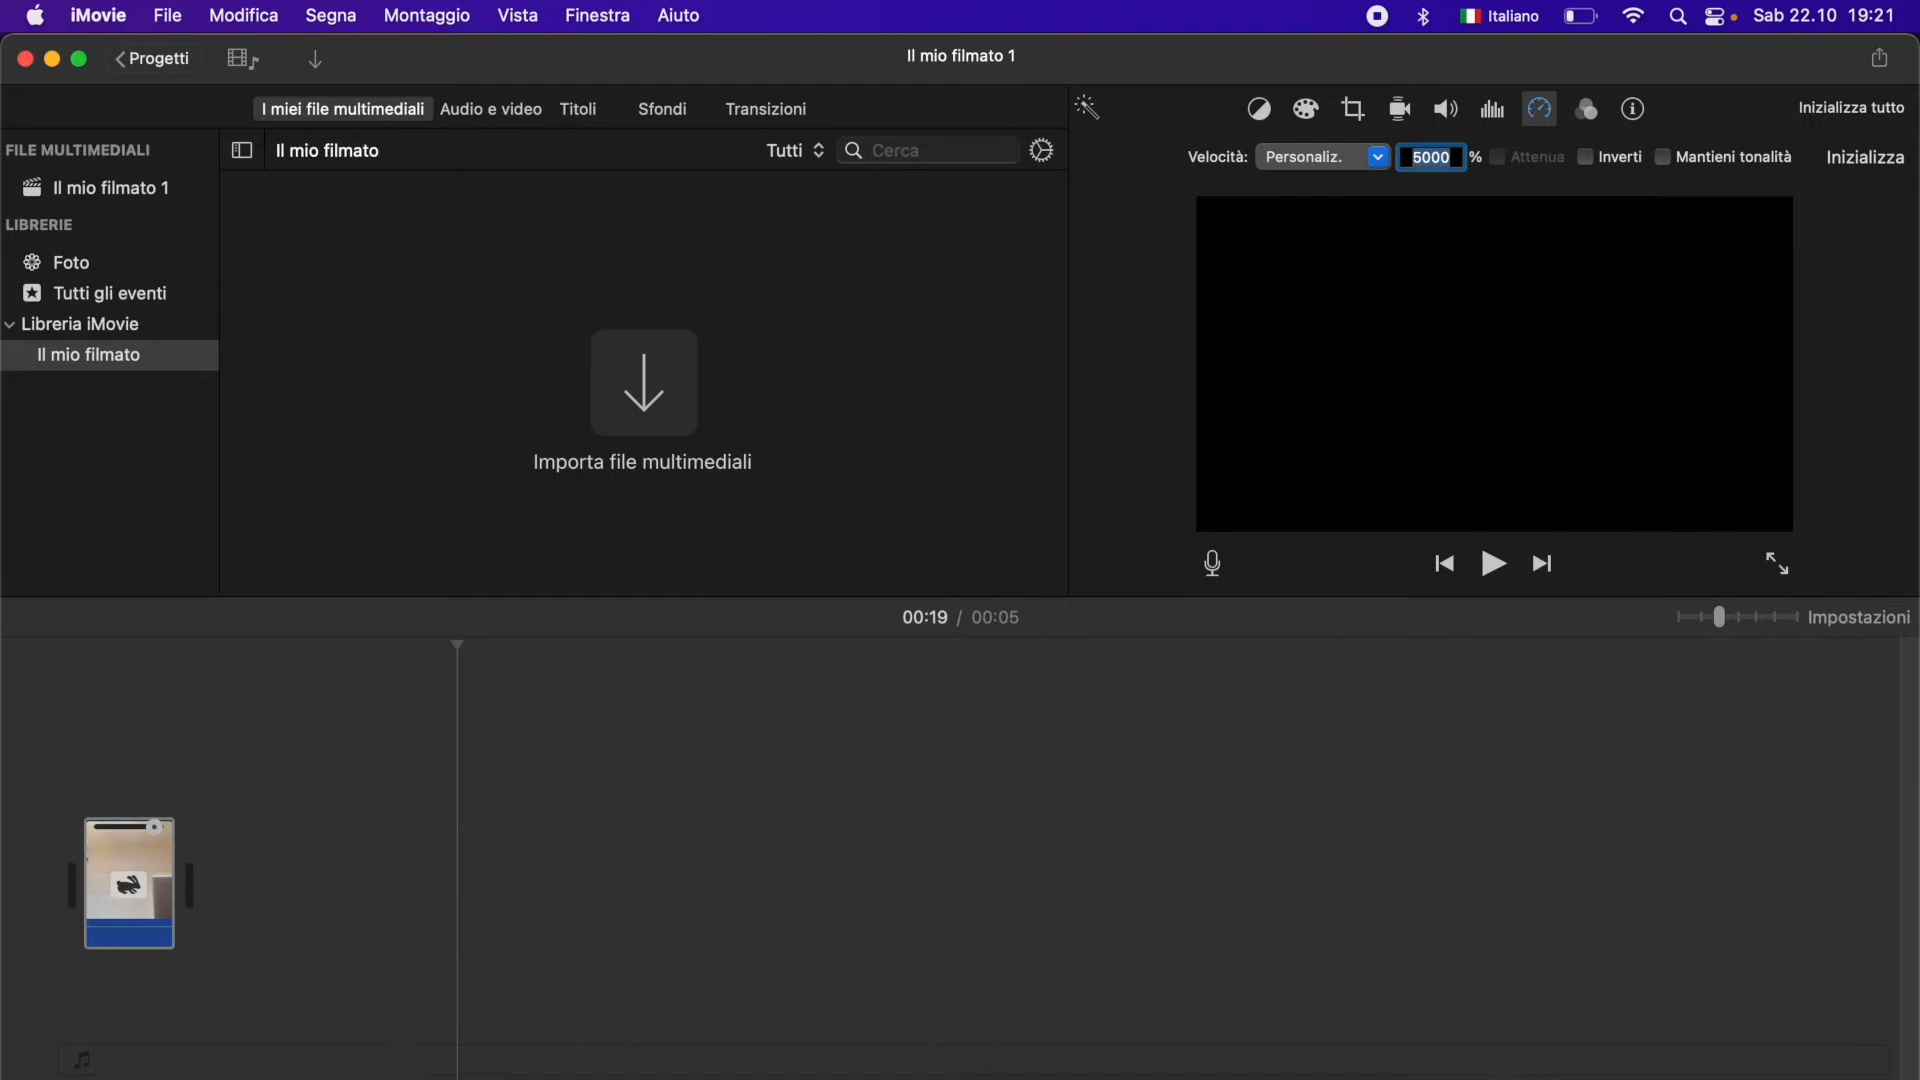 iMovie File Modifica Segna Montaggio Vista Finestra Aiuto Italiano Sab 22.10 19:21
Progetti Il mio filmato 1
I miei file multimediali Audio e video Titoli Sfondi Transizioni Inizializza tutto
FILE MULTIMEDIALI Il mio filmato Tutti Cerca Velocità: Personaliz. 5000 % Attenua Inverti Mantieni tonalità Inizializza
Il mio filmato 1
LIBRERIE
Foto
Tutti gli eventi
Libreria iMovie
Il mio filmato
Importa file multimediali
00:19 / 00:05 Impostazioni